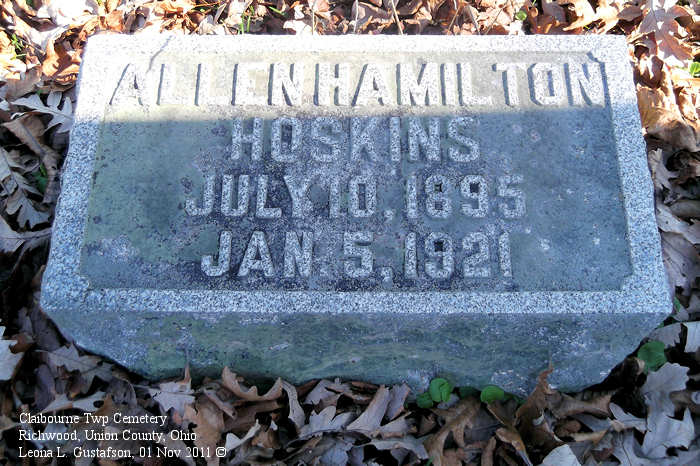 ALLEN HAMILTON
HOSKINS
JULY 10, 1895
JAN. 5, 1921
Claibourne Twp Cemetery
Richwood, Union County, Ohio
Leona L. Gustafson, 01 Nov 2011 ©